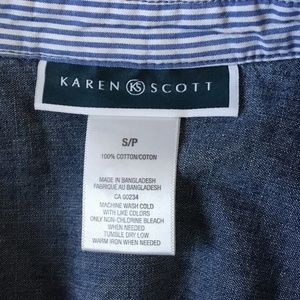 KAREN KS SCOTT
S/P
100% COTTON/COTON
MADE IN BANGLADESH
FABRIQUE AU BANGLADESH
CA 00234
MACHINE WASH COLD
WITH LIKE COLORS
ONLY NON-CHLORINE BLEACH
WHEN NEEDED
TUMBLE DRY LOW
WARM IRON WHEN NEEDED